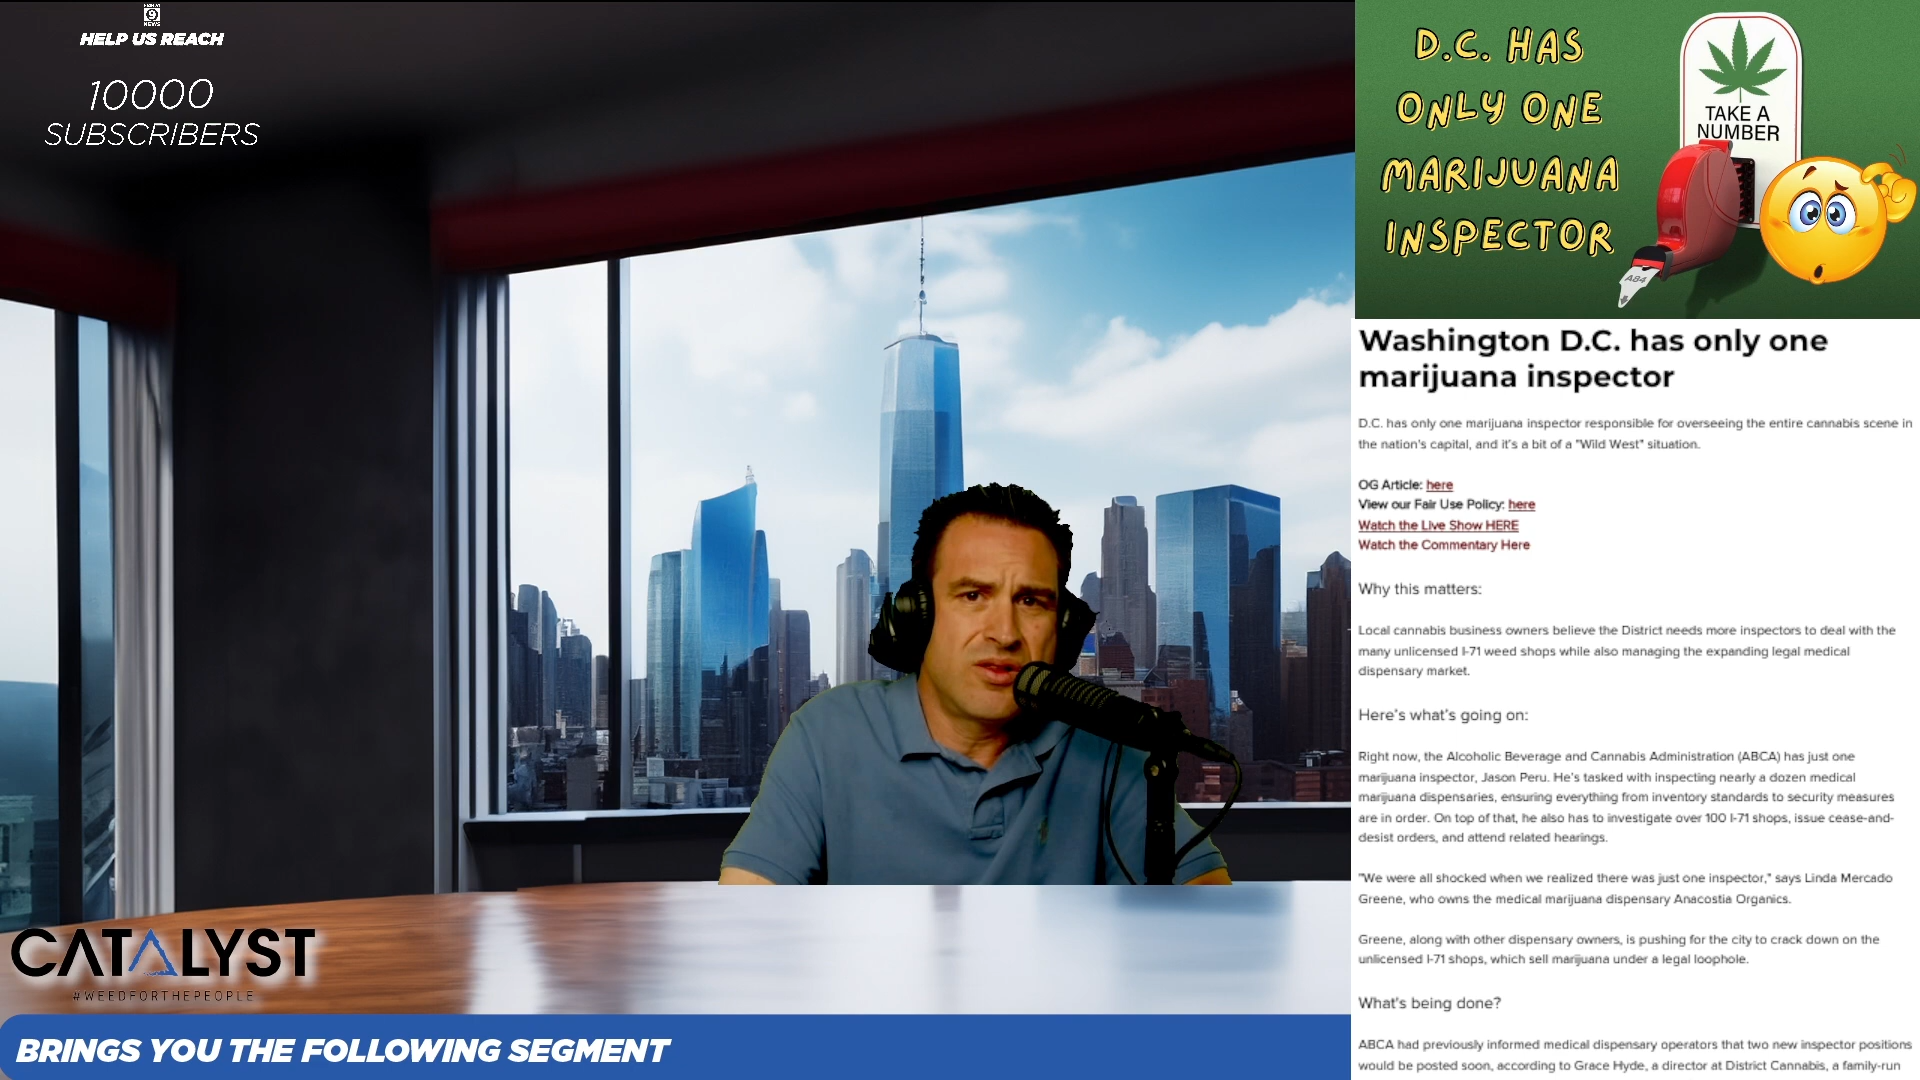 HIGH AT
9
NEWS
HELP US REACH
10000
SUBSCRIBERS
D.C. HAS
ONLY ONE
MARIJUANA
INSPECTOR
TAKE A
NUMBER
A84
Washington D.C. has only one
marijuana inspector
D.C. has only one marijuana inspector responsible for overseeing the entire cannabis scene in
the nation's capital, and it's a bit of a "Wild West" situation.
OG Article: here
View our Fair Use Policy: here
Watch the Live Show HERE
Watch the Commentary Here
Why this matters:
Local cannabis business owners believe the District needs more inspectors to deal with the
many unlicensed I-71 weed shops while also managing the expanding legal medical
dispensary market.
Here's what's going on:
Right now, the Alcoholic Beverage and Cannabis Administration (ABCA) has just one
marijuana inspector, Jason Peru. He's tasked with inspecting nearly a dozen medical
marijuana dispensaries, ensuring everything from inventory standards to security measures
are in order. On top of that, he also has to investigate over 100 I-71 shops, issue cease-and-
desist orders, and attend related hearings.
"We were all shocked when we realized there was just one inspector," says Linda Mercado
Greene, who owns the medical marijuana dispensary Anacostia Organics.
Greene, along with other dispensary owners, is pushing for the city to crack down on the
unlicensed I-71 shops, which sell marijuana under a legal loophole.
What's being done?
ABCA had previously informed medical dispensary operators that two new inspector positions
would be posted soon, according to Grace Hyde, a director at District Cannabis, a family-run
CATALYST
#WEEDFORTHEPEOPLE
BRINGS YOU THE FOLLOWING SEGMENT